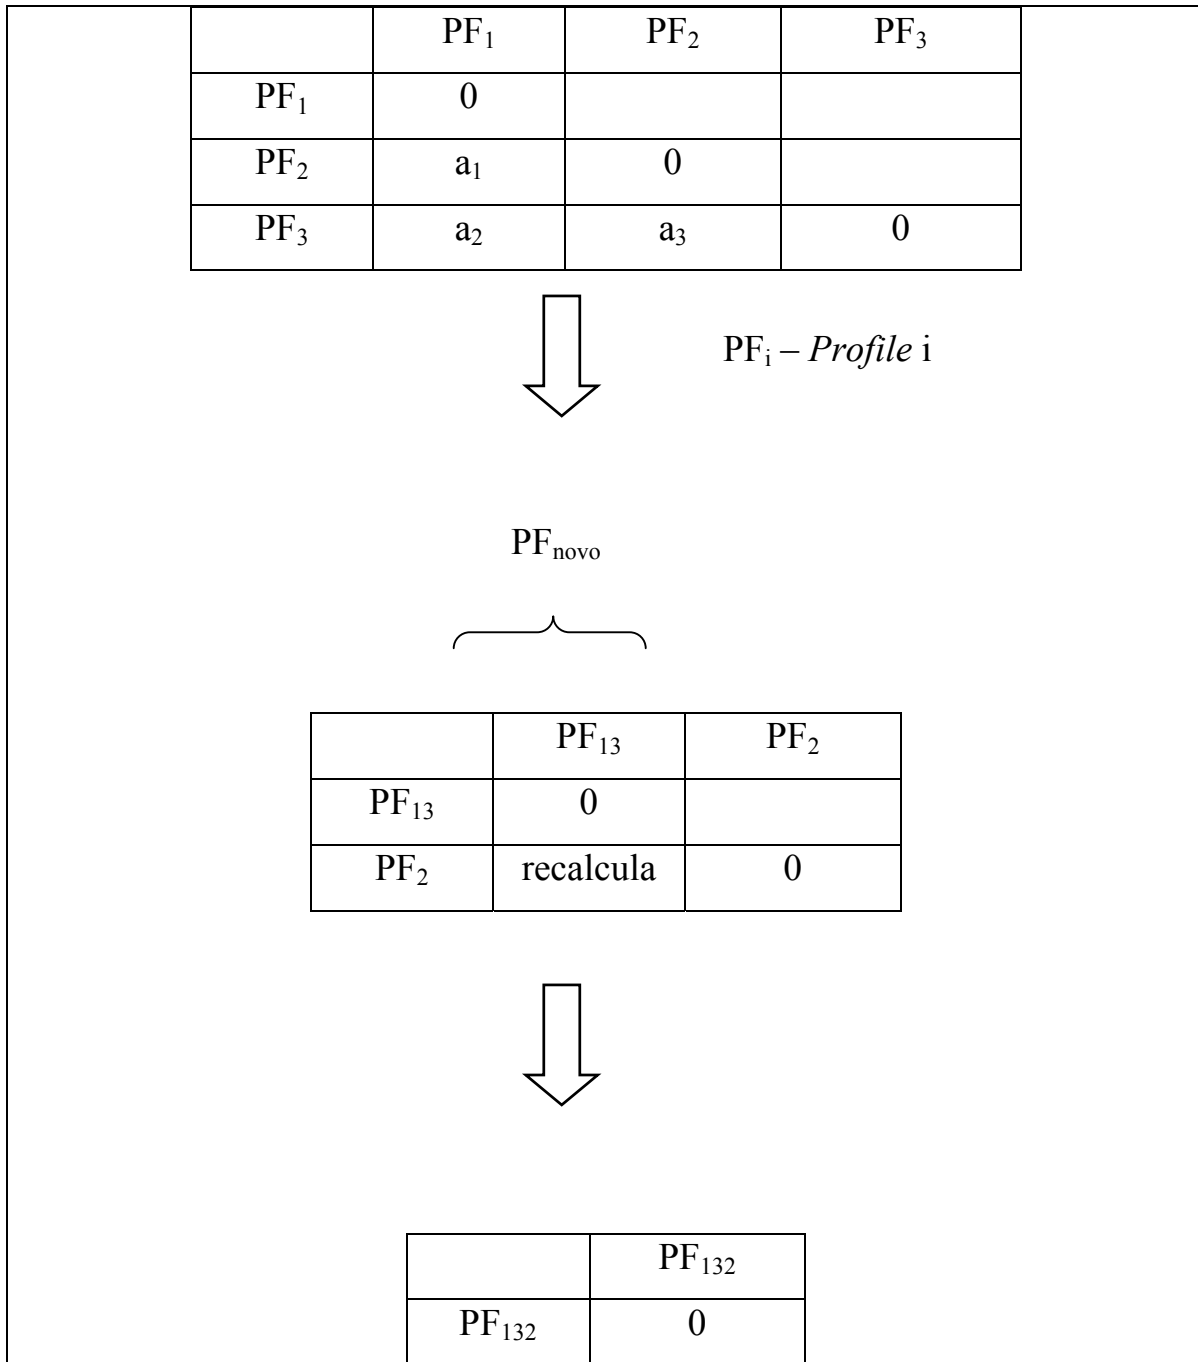 PF₁ PF₂ PF₃
PF₁ 0
PF₂ a₁ 0
PF₃ a₂ a₃ 0
PFᵢ – Profile i
PFnovo
PF₁₃ PF₂
PF₁₃ 0
PF₂ recalcula 0
PF₁₃₂
PF₁₃₂ 0